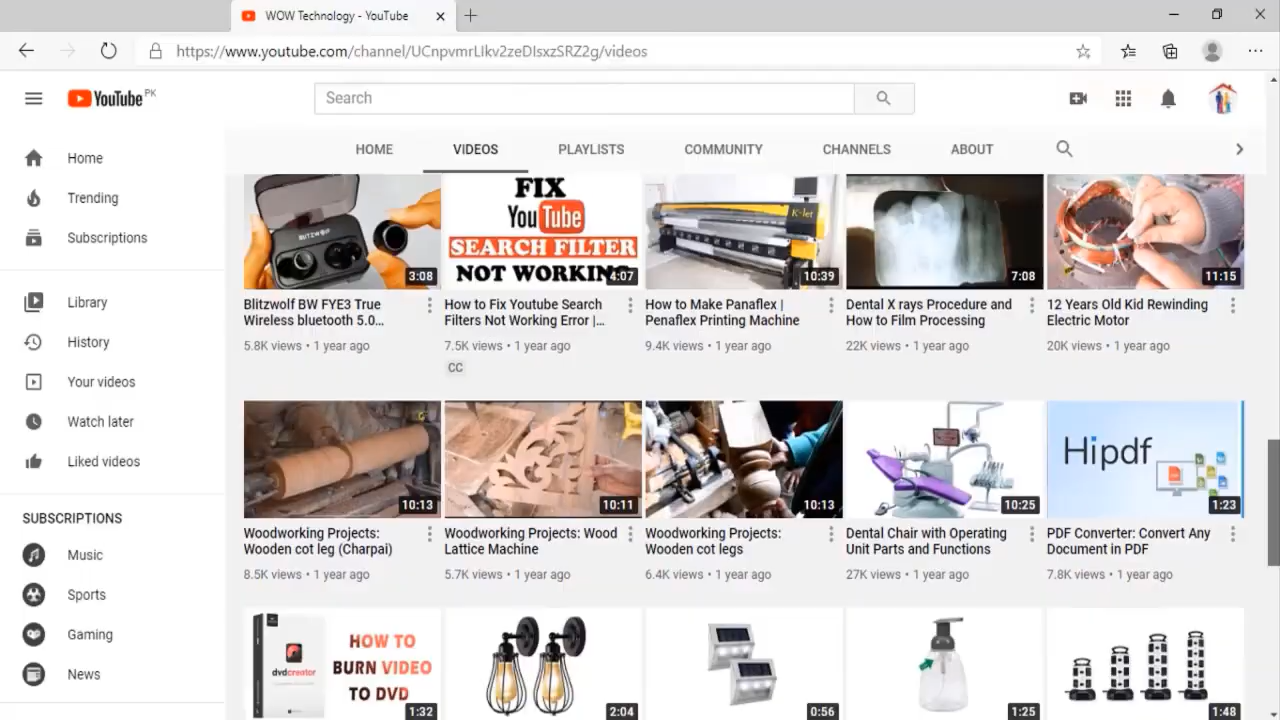 WOW Technology - YouTube
https://www.youtube.com/channel/UCnpvmrLIkv2zeDIsxzSRZ2g/videos
YouTube PK
Search
HOME
VIDEOS
PLAYLISTS
COMMUNITY
CHANNELS
ABOUT
Home
Trending
Subscriptions
Library
History
Your videos
Watch later
Liked videos
SUBSCRIPTIONS
Music
Sports
Gaming
News
BLITZWOLF
3:08
Blitzwolf BW FYE3 True
Wireless bluetooth 5.0...
5.8K views • 1 year ago
FIX
YouTube
SEARCH FILTER
NOT WORKING
4:07
How to Fix Youtube Search
Filters Not Working Error |...
7.5K views • 1 year ago
CC
K-jet
10:39
How to Make Panaflex |
Penaflex Printing Machine
9.4K views • 1 year ago
7:08
Dental X rays Procedure and
How to Film Processing
22K views • 1 year ago
11:15
12 Years Old Kid Rewinding
Electric Motor
20K views • 1 year ago
10:13
Woodworking Projects:
Wooden cot leg (Charpai)
8.5K views • 1 year ago
10:11
Woodworking Projects: Wood
Lattice Machine
5.7K views • 1 year ago
10:13
Woodworking Projects:
Wooden cot legs
6.4K views • 1 year ago
10:25
Dental Chair with Operating
Unit Parts and Functions
27K views • 1 year ago
Hipdf
1:23
PDF Converter: Convert Any
Document in PDF
7.8K views • 1 year ago
dvdcreator
HOW TO
BURN VIDEO
TO DVD
1:32
2:04
0:56
1:25
1:48